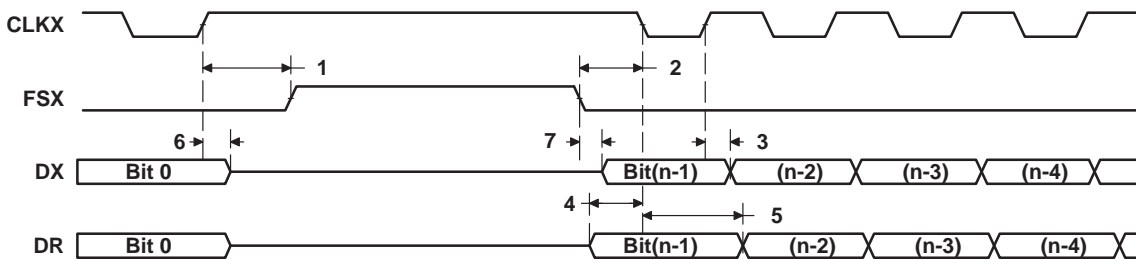 CLKX
1 2
FSX
6 7 3
DX Bit 0 Bit(n-1) (n-2) (n-3) (n-4)
4 5
DR Bit 0 Bit(n-1) (n-2) (n-3) (n-4)